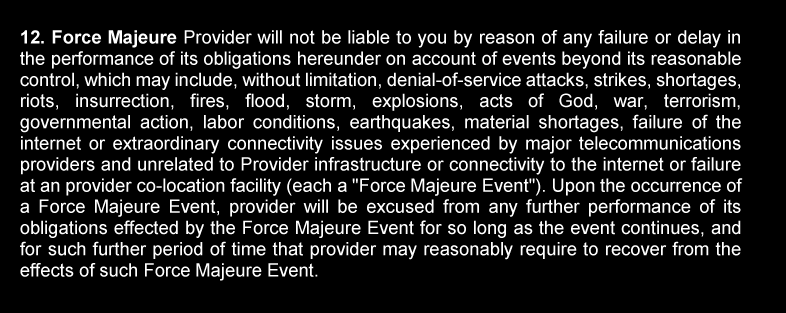 12. Force Majeure Provider will not be liable to you by reason of any failure or delay in
the performance of its obligations hereunder on account of events beyond its reasonable
control, which may include, without limitation, denial-of-service attacks, strikes, shortages,
riots, insurrection, fires, flood, storm, explosions, acts of God, war, terrorism,
governmental action, labor conditions, earthquakes, material shortages, failure of the
internet or extraordinary connectivity issues experienced by major telecommunications
providers and unrelated to Provider infrastructure or connectivity to the internet or failure
at an provider co-location facility (each a "Force Majeure Event"). Upon the occurrence of
a Force Majeure Event, provider will be excused from any further performance of its
obligations effected by the Force Majeure Event for so long as the event continues, and
for such further period of time that provider may reasonably require to recover from the
effects of such Force Majeure Event.